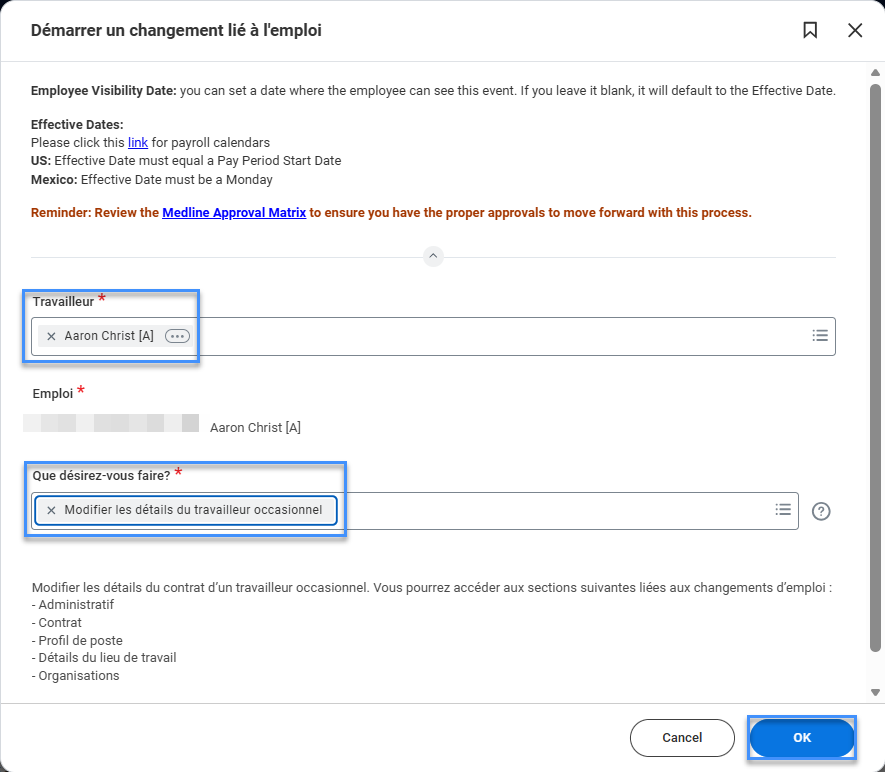 Démarrer un changement lié à l'emploi
Employee Visibility Date: you can set a date where the employee can see this event. If you leave it blank, it will default to the Effective Date.
Effective Dates:
Please click this link for payroll calendars
US: Effective Date must equal a Pay Period Start Date
Mexico: Effective Date must be a Monday
Reminder: Review the Medline Approval Matrix to ensure you have the proper approvals to move forward with this process.
Travailleur *
Aaron Christ [A]
Emploi *
Aaron Christ [A]
Que désirez-vous faire? *
Modifier les détails du travailleur occasionnel
Modifier les détails du contrat d’un travailleur occasionnel. Vous pourrez accéder aux sections suivantes liées aux changements d’emploi :
- Administratif
- Contrat
- Profil de poste
- Détails du lieu de travail
- Organisations
Cancel
OK